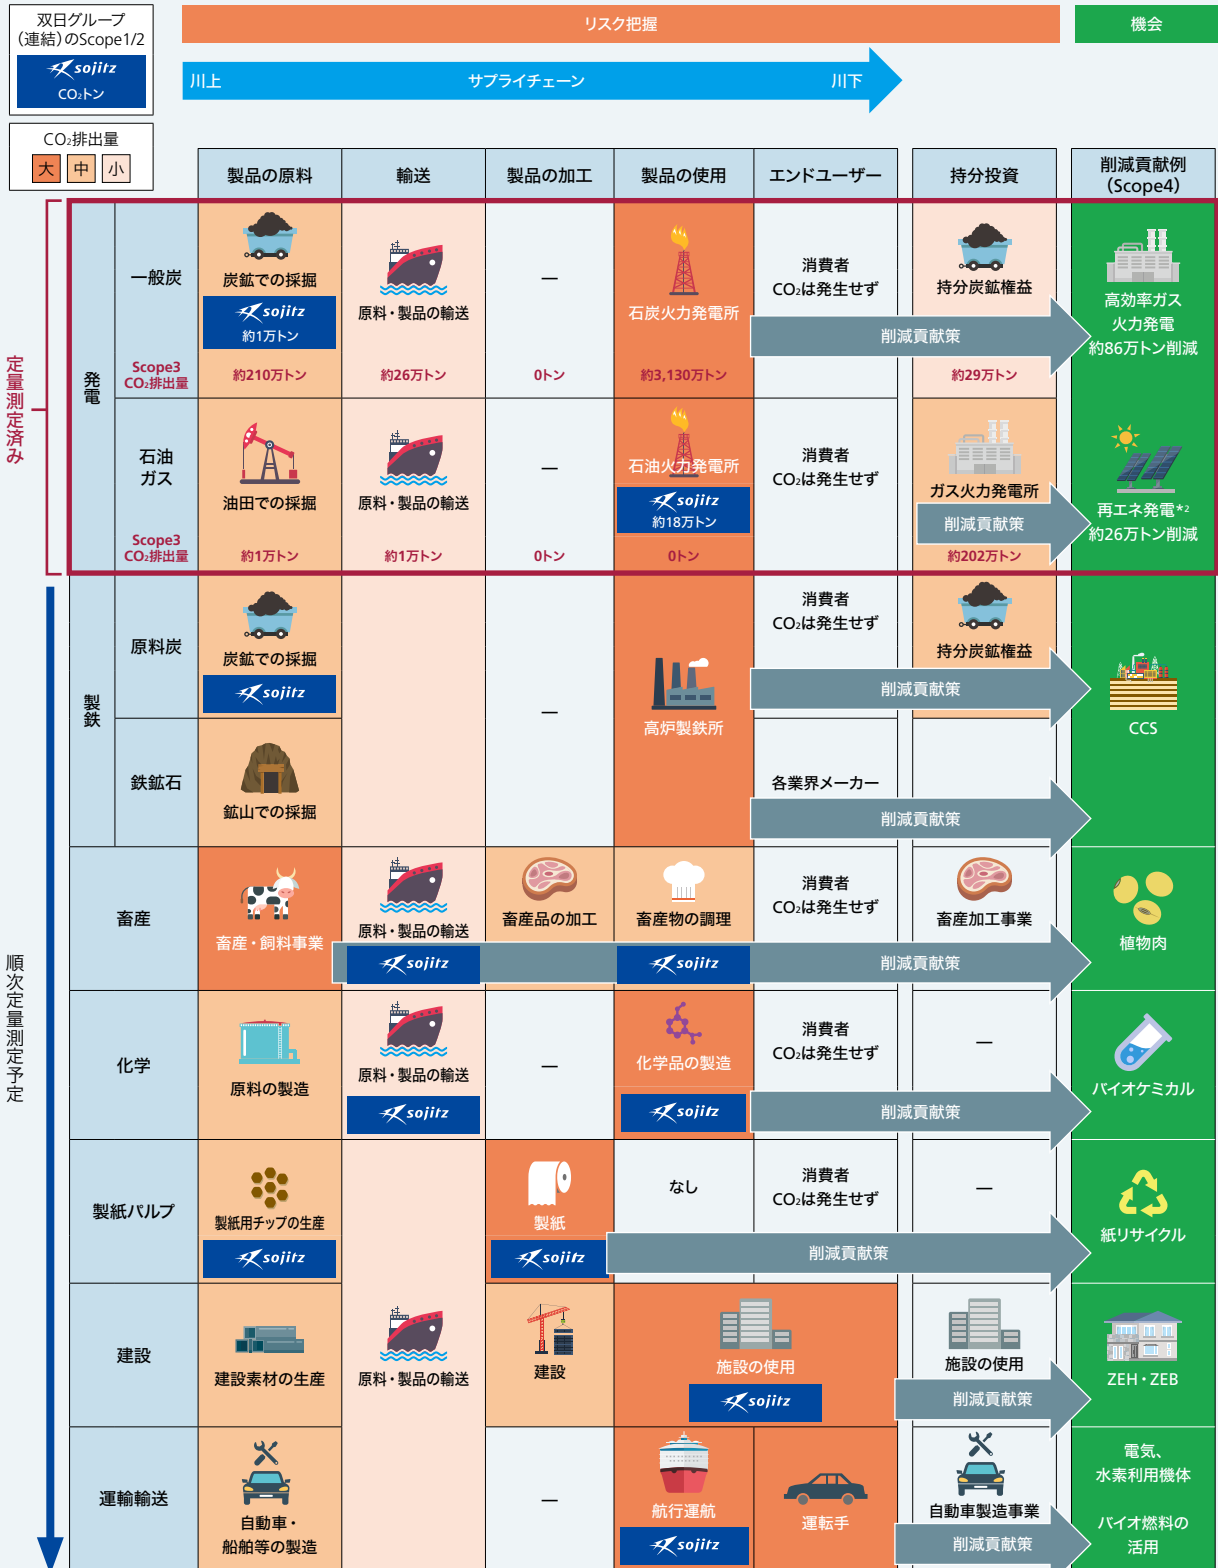 双日グループ
（連結）のScope1/2
sojitz
CO₂トン
CO₂排出量
大 中 小
リスク把握
機会
川上 サプライチェーン 川下
製品の原料 輸送 製品の加工 製品の使用 エンドユーザー 持分投資 削減貢献例
（Scope4）
定量測定済み
順次定量測定予定
発電
一般炭
炭鉱での採掘
sojitz
約1万トン
原料・製品の輸送
—
石炭火力発電所
消費者
CO₂は発生せず
持分炭鉱権益
削減貢献策
高効率ガス
火力発電
約86万トン削減
Scope3
CO₂排出量
約210万トン
約26万トン
0トン
約3,130万トン
約29万トン
石油
ガス
油田での採掘
原料・製品の輸送
—
石油火力発電所
sojitz
約18万トン
消費者
CO₂は発生せず
ガス火力発電所
削減貢献策
再エネ発電*2
約26万トン削減
Scope3
CO₂排出量
約1万トン
約1万トン
0トン
0トン
約202万トン
製鉄
原料炭
炭鉱での採掘
sojitz
—
高炉製鉄所
消費者
CO₂は発生せず
持分炭鉱権益
削減貢献策
CCS
鉄鉱石
鉱山での採掘
各業界メーカー
削減貢献策
畜産
畜産・飼料事業
原料・製品の輸送
sojitz
畜産品の加工
畜産物の調理
sojitz
消費者
CO₂は発生せず
畜産加工事業
削減貢献策
植物肉
化学
原料の製造
原料・製品の輸送
sojitz
—
化学品の製造
sojitz
消費者
CO₂は発生せず
—
削減貢献策
バイオケミカル
製紙パルプ
製紙用チップの生産
sojitz
製紙
sojitz
なし
消費者
CO₂は発生せず
—
削減貢献策
紙リサイクル
建設
建設素材の生産
原料・製品の輸送
建設
施設の使用
sojitz
施設の使用
削減貢献策
ZEH・ZEB
運輸輸送
自動車・
船舶等の製造
—
航行運航
sojitz
運転手
自動車製造事業
削減貢献策
電気、
水素利用機体
バイオ燃料の
活用